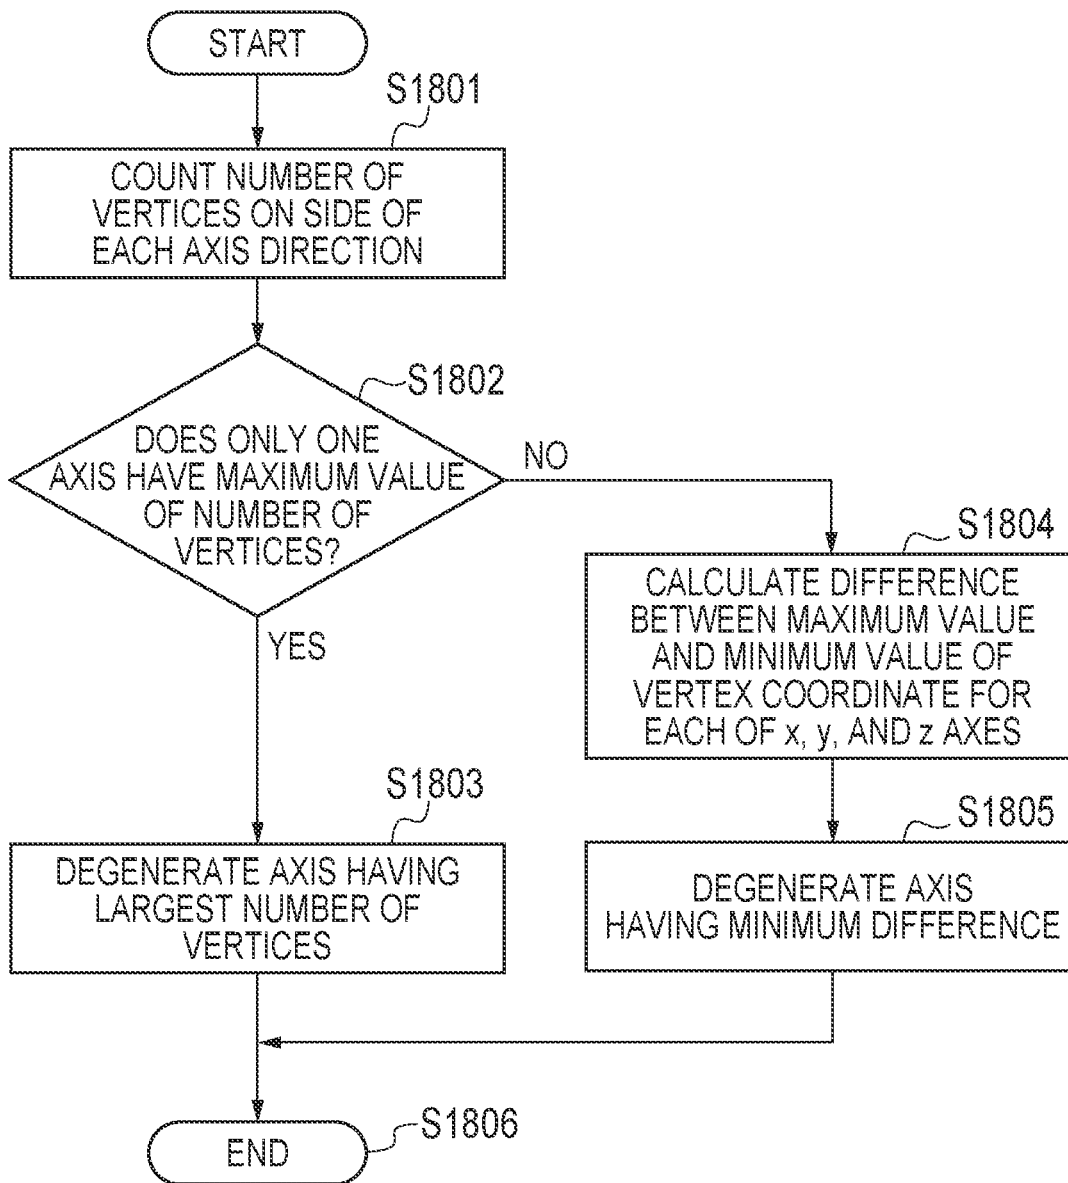 START
S1801
COUNT NUMBER OF
VERTICES ON SIDE OF
EACH AXIS DIRECTION
S1802
DOES ONLY ONE
AXIS HAVE MAXIMUM VALUE
OF NUMBER OF
VERTICES?
NO
YES
S1804
CALCULATE DIFFERENCE
BETWEEN MAXIMUM VALUE
AND MINIMUM VALUE OF
VERTEX COORDINATE FOR
EACH OF x, y, AND z AXES
S1803
DEGENERATE AXIS HAVING
LARGEST NUMBER OF
VERTICES
S1805
DEGENERATE AXIS
HAVING MINIMUM DIFFERENCE
END
S1806